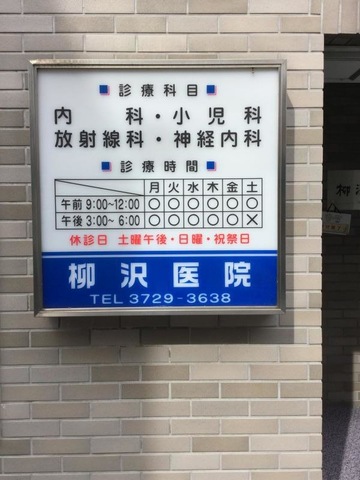 ■ 診療科目 ■
内　科・小児科
放射線科・神経内科
■ 診療時間 ■
月 火 水 木 金 土
午前 9:00~12:00 ○ ○ ○ ○ ○ ○
午後 3:00~ 6:00 ○ ○ ○ ○ ○ ×
休診日 土曜午後・日曜・祝祭日
柳沢医院
TEL 3729-3638
柳